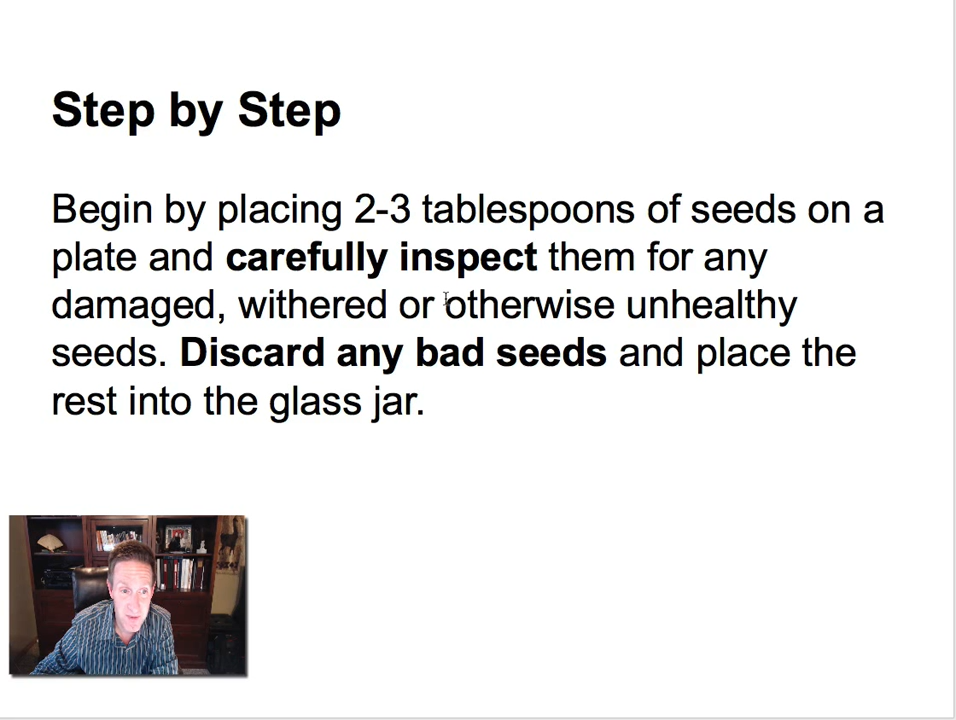 Step by Step
Begin by placing 2-3 tablespoons of seeds on a
plate and carefully inspect them for any
damaged, withered or otherwise unhealthy
seeds. Discard any bad seeds and place the
rest into the glass jar.